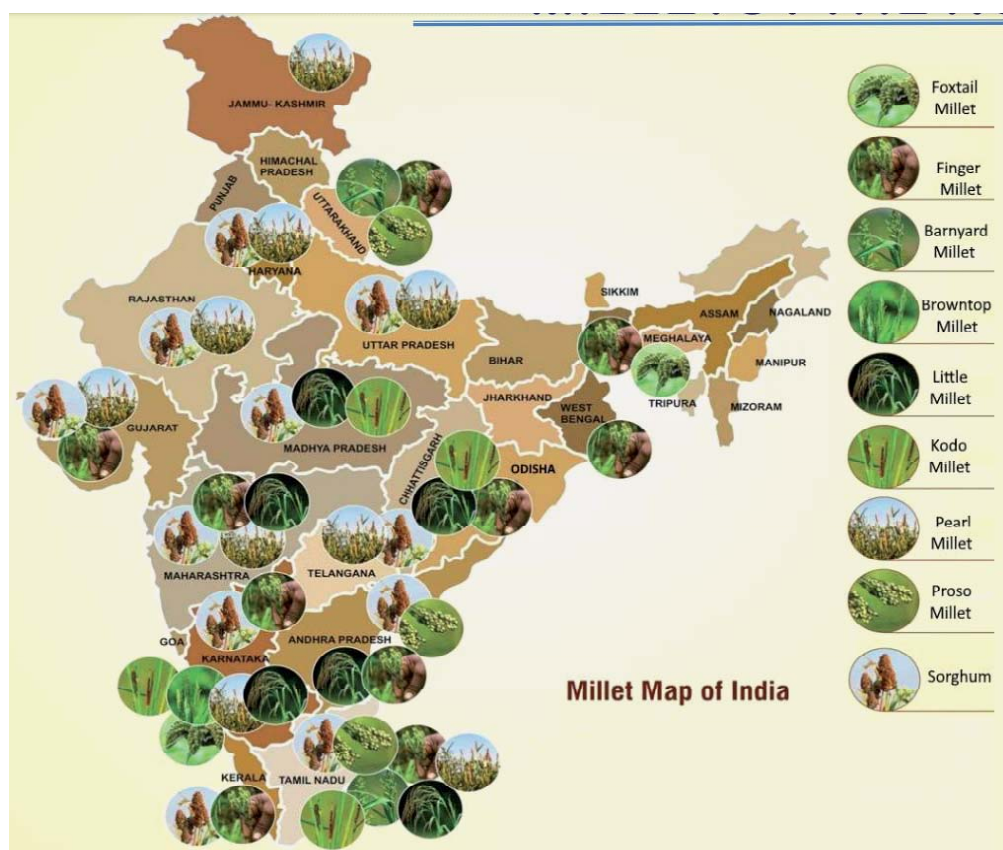 JAMMU- KASHMIR
HIMACHAL
PRADESH
PUNJAB
UTTARAKHAND
HARYANA
RAJASTHAN
UTTAR PRADESH
SIKKIM
ASSAM
NAGALAND
MEGHALAYA
MANIPUR
BIHAR
TRIPURA
MIZORAM
JHARKHAND
WEST
BENGAL
GUJARAT
MADHYA PRADESH
CHHATTISGARH
ODISHA
MAHARASHTRA
TELANGANA
GOA
KARNATAKA
ANDHRA PRADESH
KERALA
TAMIL NADU
Millet Map of India
Foxtail
Millet
Finger
Millet
Barnyard
Millet
Browntop
Millet
Little
Millet
Kodo
Millet
Pearl
Millet
Proso
Millet
Sorghum